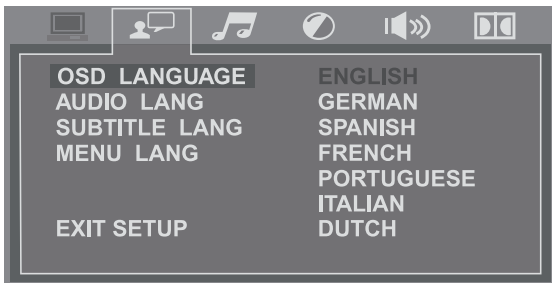 OSD LANGUAGE ENGLISH
AUDIO LANG GERMAN
SUBTITLE LANG SPANISH
MENU LANG FRENCH
PORTUGUESE
ITALIAN
EXIT SETUP DUTCH